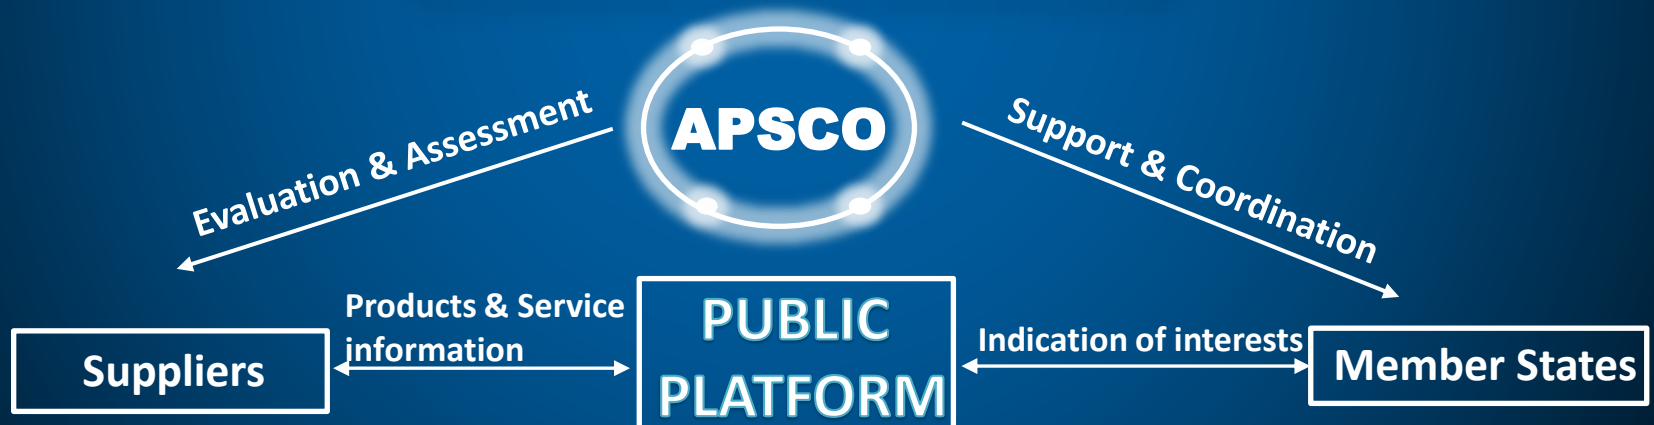 APSCO
Evaluation & Assessment
Support & Coordination
Products & Service
information
PUBLIC
PLATFORM
Indication of interests
Suppliers
Member States